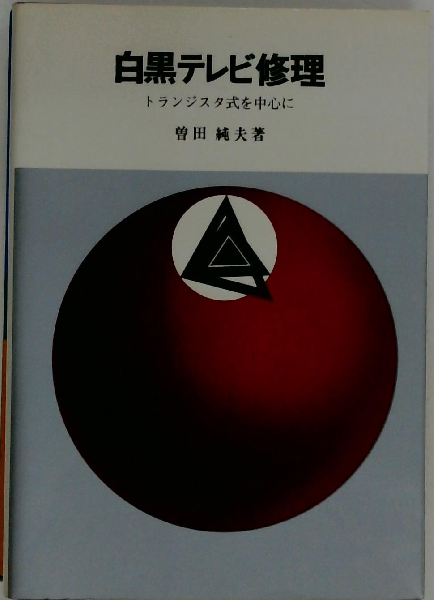 白黒テレビ修理
トランジスタ式を中心に
曽田 純夫著